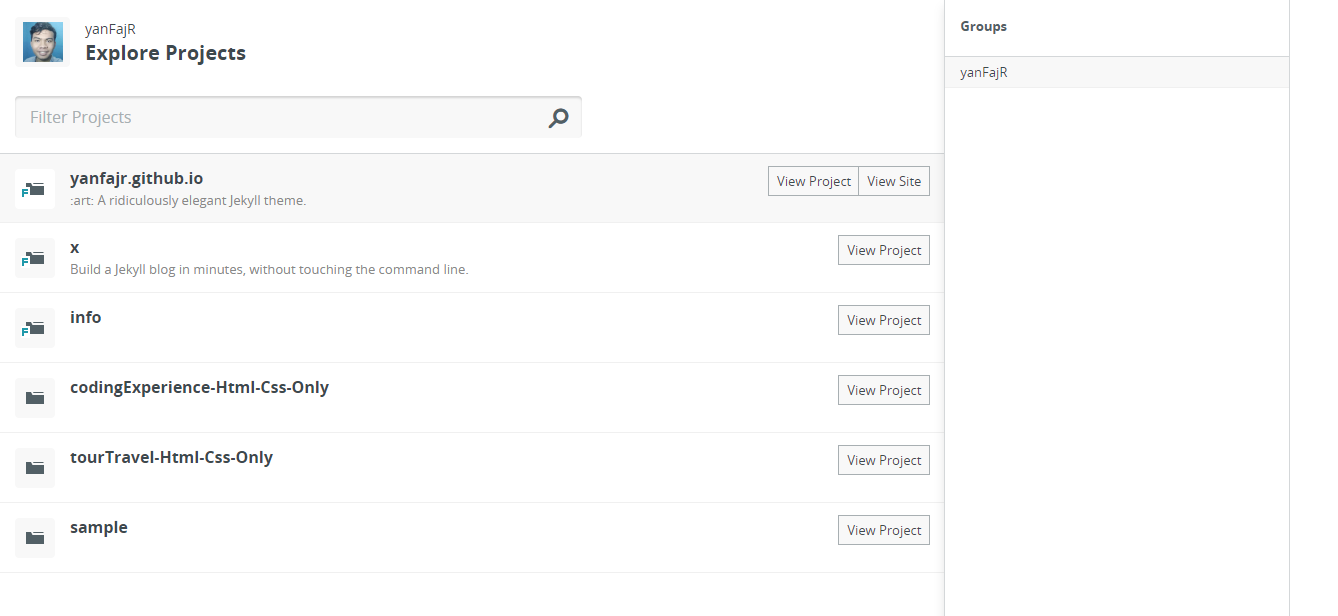 yanFajR
Explore Projects
Filter Projects
yanfajr.github.io
:art: A ridiculously elegant Jekyll theme.
View Project
View Site
x
Build a Jekyll blog in minutes, without touching the command line.
View Project
info
View Project
codingExperience-Html-Css-Only
View Project
tourTravel-Html-Css-Only
View Project
sample
View Project
Groups
yanFajR